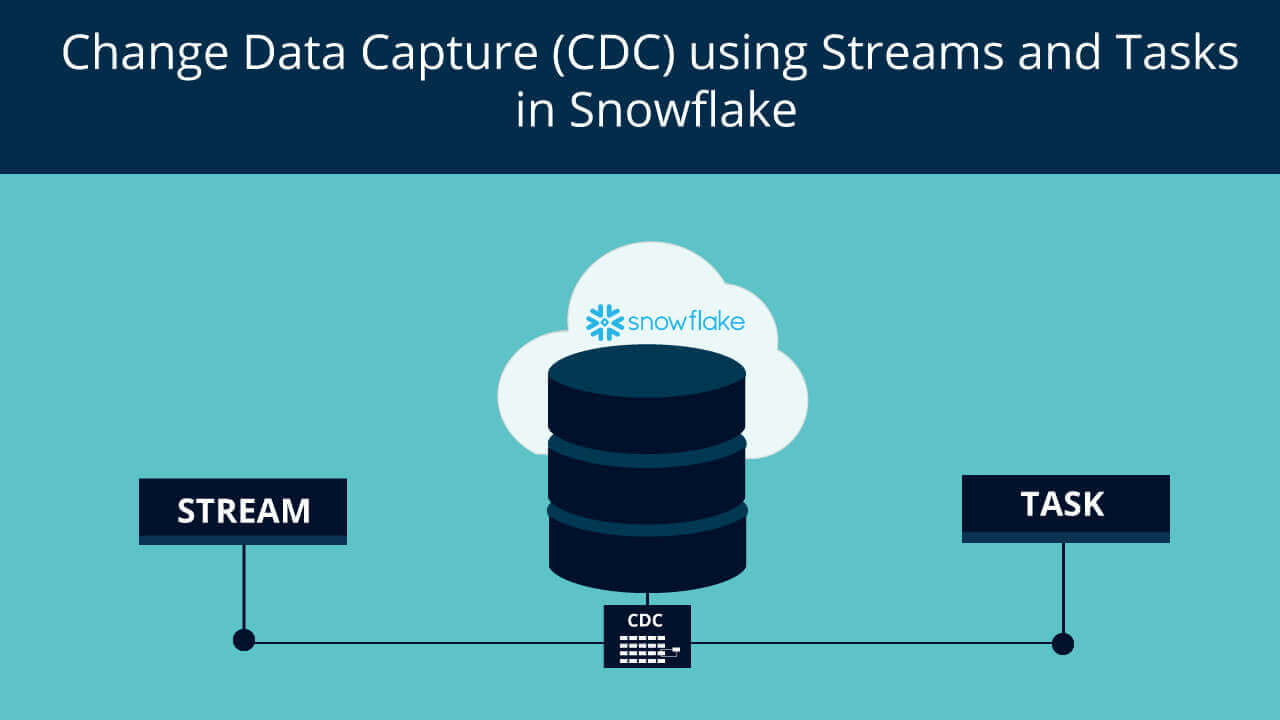 Change Data Capture (CDC) using Streams and Tasks
in Snowflake
snowflake
STREAM
TASK
CDC